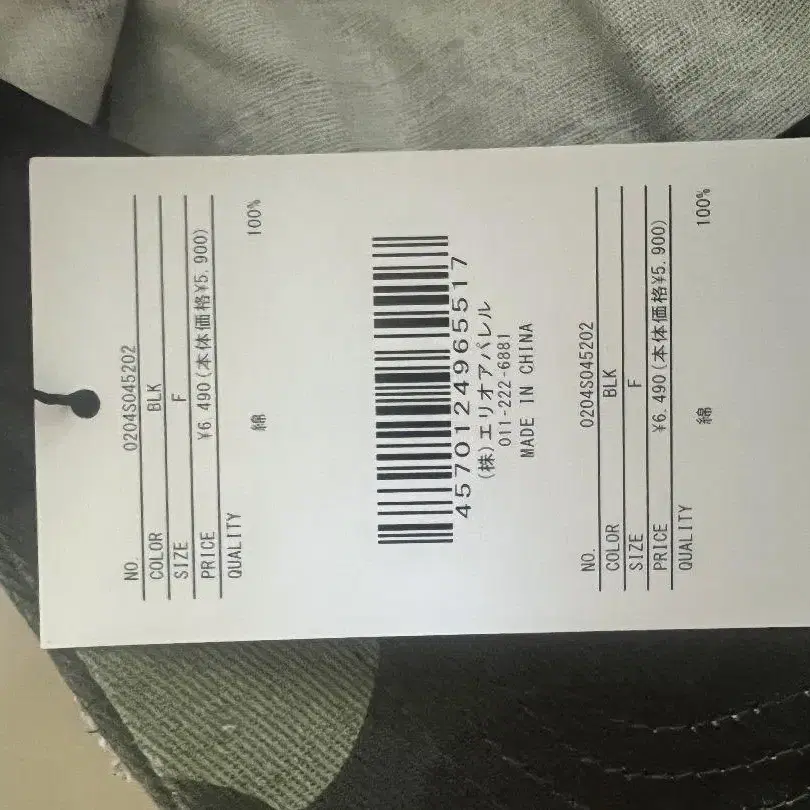 NO. 0204S045202
COLOR BLK
SIZE F
PRICE ¥6,490(本体価格¥5,900)
QUALITY
綿 100%
4570124965517
(株)エリオアパレル
011-222-6881
MADE IN CHINA
NO. 0204S045202
COLOR BLK
SIZE F
PRICE ¥6,490(本体価格¥5,900)
QUALITY
綿 100%